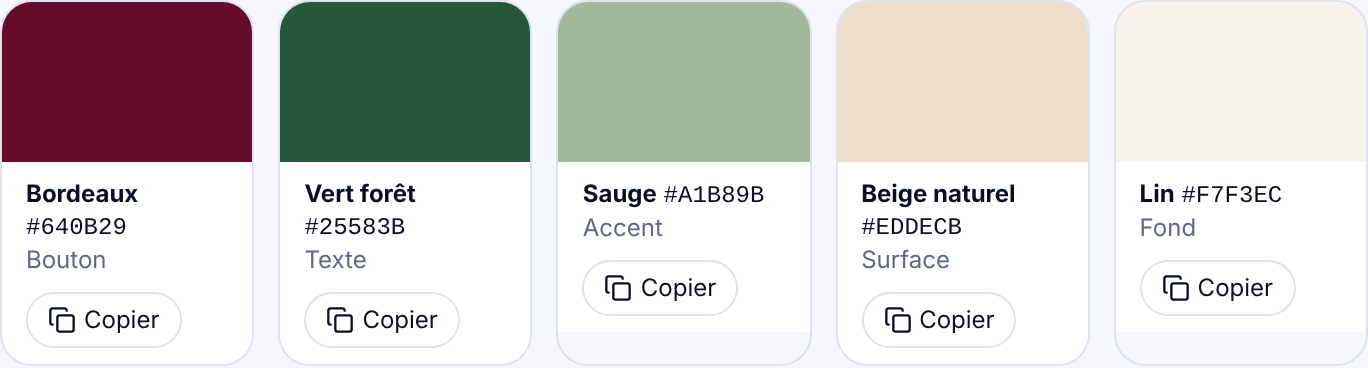 Bordeaux
#640B29
Bouton
Copier
Vert forêt
#25583B
Texte
Copier
Sauge #A1B89B
Accent
Copier
Beige naturel
#EDDECB
Surface
Copier
Lin #F7F3EC
Fond
Copier